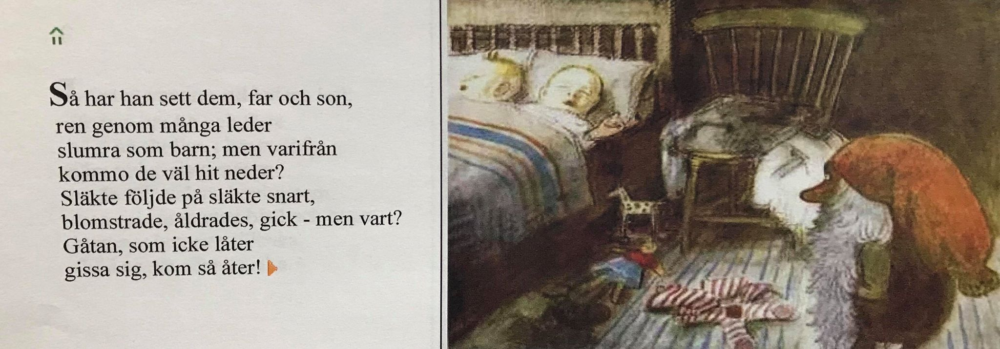 Så har han sett dem, far och son,
ren genom många leder
slumra som barn; men varifrån
kommo de väl hit neder?
Släkte följde på släkte snart,
blomstrade, åldrades, gick - men vart?
Gåtan, som icke låter
gissa sig, kom så åter!